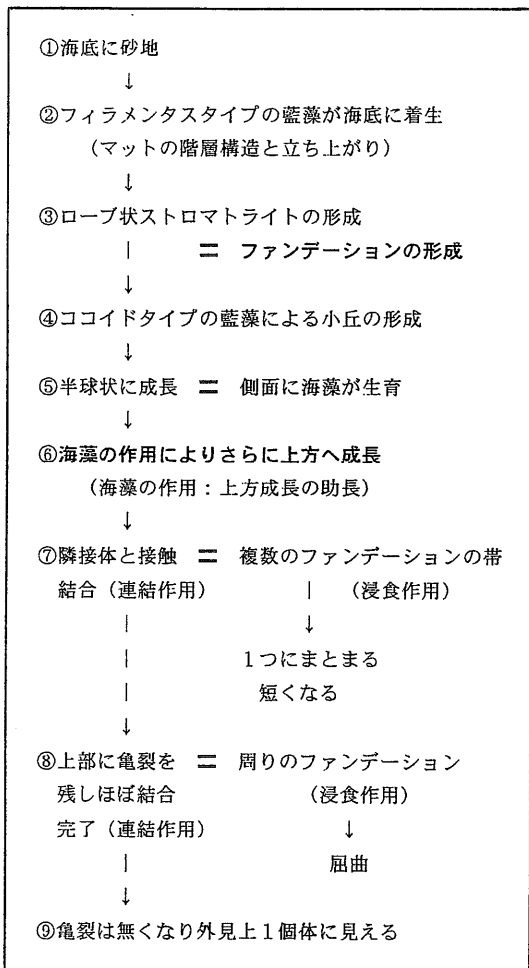 ①海底に砂地
↓
②フィラメンタスタイプの藍藻が海底に着生
(マットの階層構造と立ち上がり)
↓
③ローブ状ストロマトライトの形成
| = ファンデーションの形成
↓
④ココイドタイプの藍藻による小丘の形成
↓
⑤半球状に成長 = 側面に海藻が生育
↓
⑥海藻の作用によりさらに上方へ成長
(海藻の作用:上方成長の助長)
↓
⑦隣接体と接触 = 複数のファンデーションの帯
結合(連結作用) | (浸食作用)
| ↓
| 1つにまとまる
| 短くなる
↓
⑧上部に亀裂を = 周りのファンデーション
残しほぼ結合 (浸食作用)
完了(連結作用) ↓
| 屈曲
↓
⑨亀裂は無くなり外見上1個体に見える